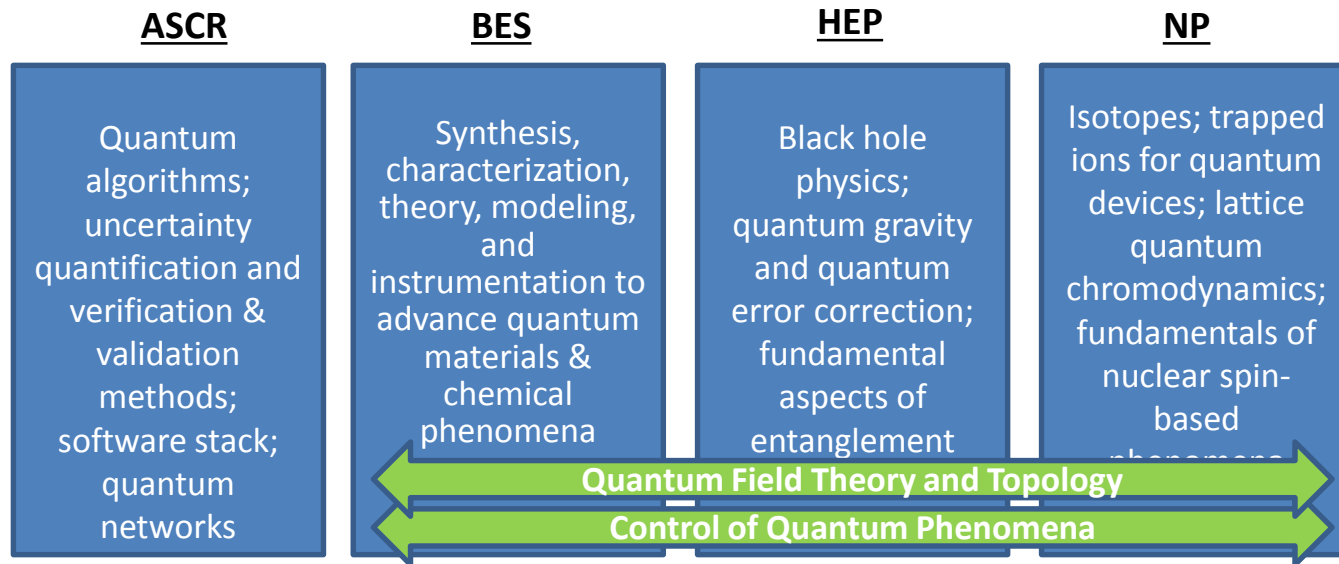 ASCR
BES
HEP
NP
Quantum
algorithms;
uncertainty
quantification and
verification &
validation
methods;
software stack;
quantum
networks
Synthesis,
characterization,
theory, modeling,
and
instrumentation to
advance quantum
materials &
chemical
phenomena
Black hole
physics;
quantum gravity
and quantum
error correction;
fundamental
aspects of
entanglement
Isotopes; trapped
ions for quantum
devices; lattice
quantum
chromodynamics;
fundamentals of
nuclear spin-
based
phenomena
Quantum Field Theory and Topology
Control of Quantum Phenomena